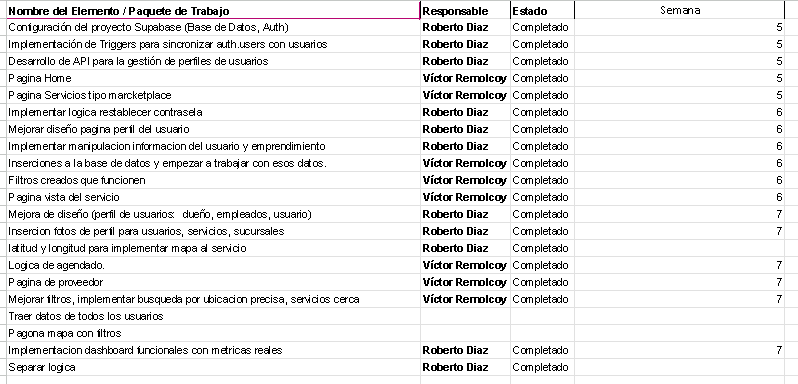 Nombre del Elemento / Paquete de Trabajo Responsable Estado Semana
Configuración del proyecto Supabase (Base de Datos, Auth) Roberto Diaz Completado 5
Implementación de Triggers para sincronizar auth.users con usuarios Roberto Diaz Completado 5
Desarrollo de API para la gestión de perfiles de usuarios Roberto Diaz Completado 5
Pagina Home Víctor Remolcoy Completado 5
Pagina Servicios tipo marcketplace Víctor Remolcoy Completado 5
Implementar logica restablecer contrasela Roberto Diaz Completado 6
Mejorar diseño pagina perfil del usuario Roberto Diaz Completado 6
Implementar manipulacion informacion del usuario y emprendimiento Roberto Diaz Completado 6
Inserciones a la base de datos y empezar a trabajar con esos datos. Víctor Remolcoy Completado 6
Filtros creados que funcionen Víctor Remolcoy Completado 6
Pagina vista del servicio Víctor Remolcoy Completado 6
Mejora de diseño (perfil de usuarios: dueño, empleados, usuario) Roberto Diaz Completado 7
Insercion fotos de perfil para usuarios, servicios, sucursales Roberto Diaz Completado 7
latitud y longitud para implementar mapa al servicio Roberto Diaz Completado
Logica de agendado. Víctor Remolcoy Completado 7
Pagina de proveedor Víctor Remolcoy Completado 7
Mejorar filtros, implementar busqueda por ubicacion precisa, servicios cerca Víctor Remolcoy Completado 7
Traer datos de todos los usuarios
Pagona mapa con filtros
Implementacion dashboard funcionales con metricas reales Roberto Diaz Completado 7
Separar logica Roberto Diaz Completado